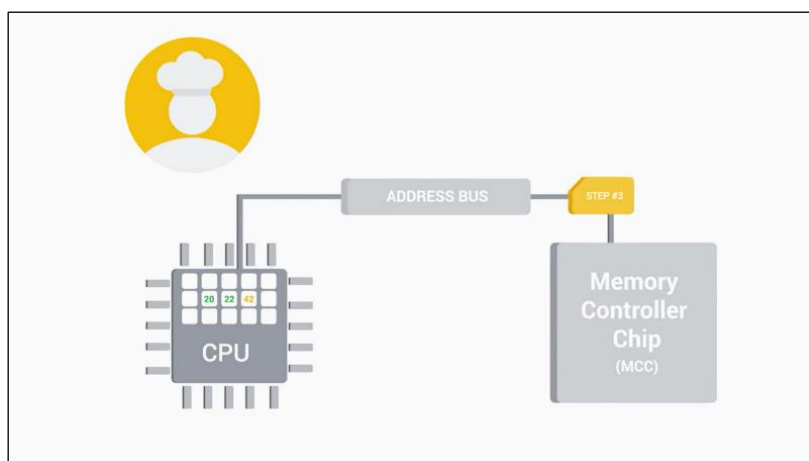 ADDRESS BUS
STEP #3
Memory
Controller
Chip
(MCC)
20 22 42
CPU